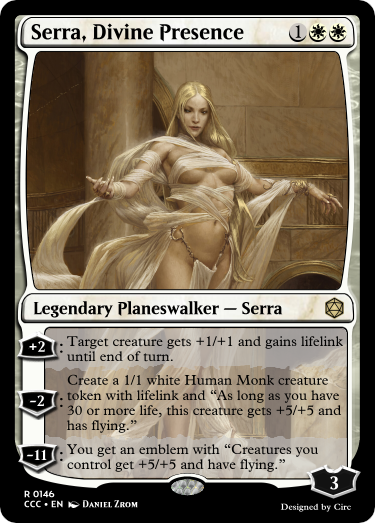 Serra, Divine Presence 1
Legendary Planeswalker — Serra
+2: Target creature gets +1/+1 and gains lifelink
until end of turn.
-2: Create a 1/1 white Human Monk creature
token with lifelink and “As long as you have
30 or more life, this creature gets +5/+5 and
has flying.”
-11: You get an emblem with “Creatures you
control get +5/+5 and have flying.”
3
R 0146
CCC • EN Daniel Zrom
Designed by Circ